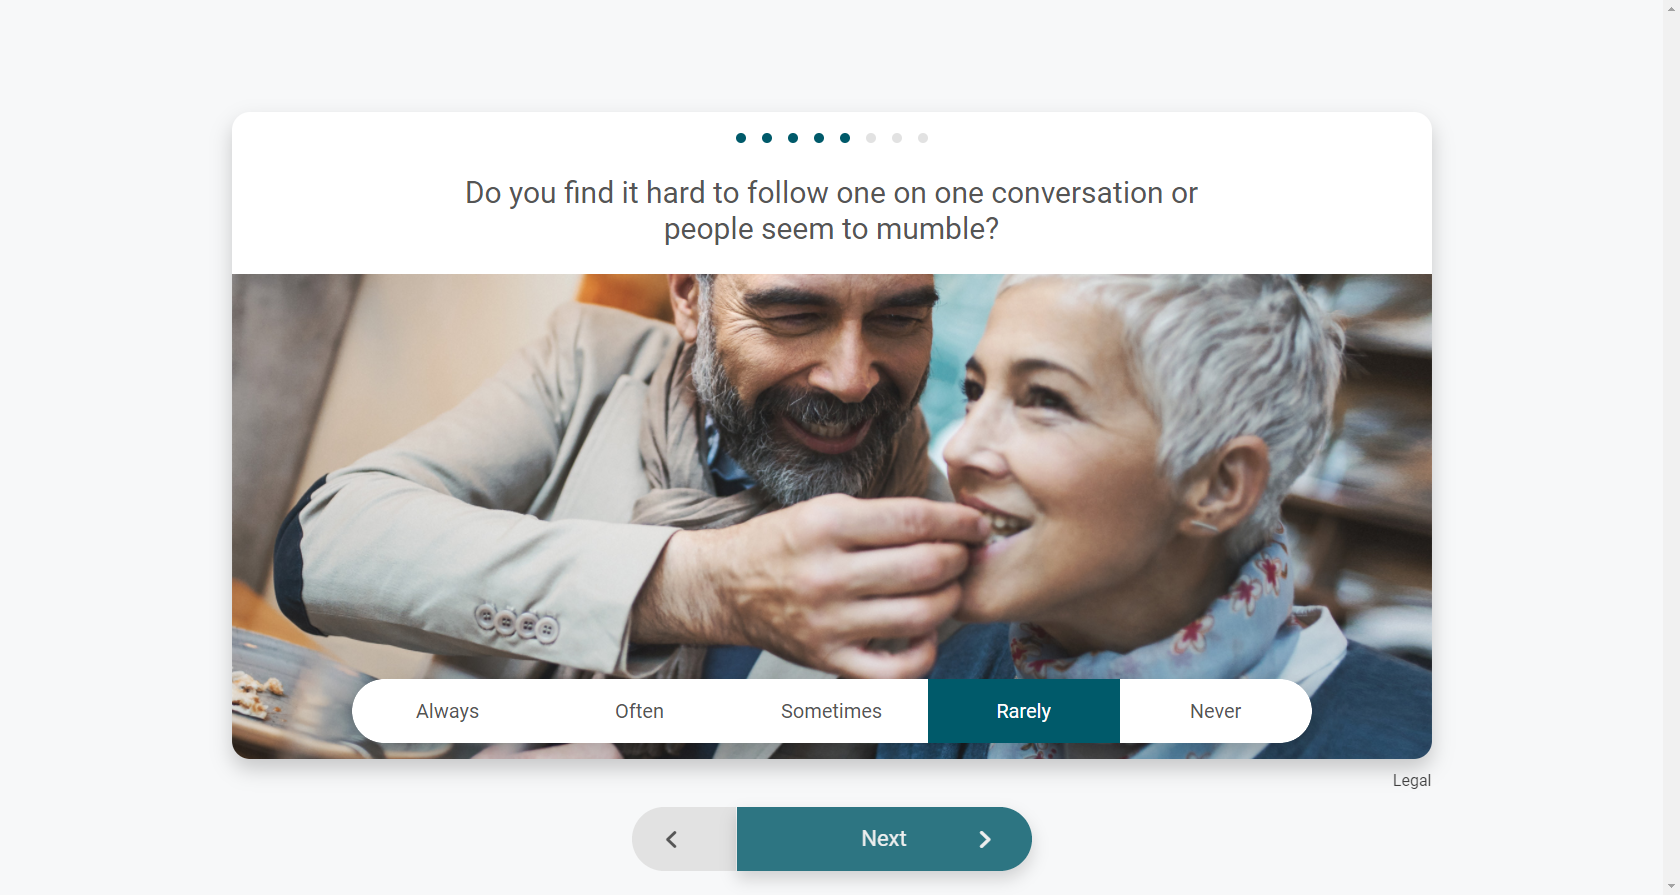 Do you find it hard to follow one on one conversation or
people seem to mumble?
Always Often Sometimes Rarely Never
Legal
Next